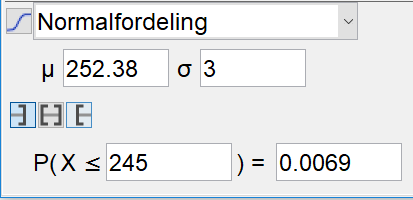 Normalfordeling
μ 252.38 σ 3
P( X ≤ 245 ) = 0.0069